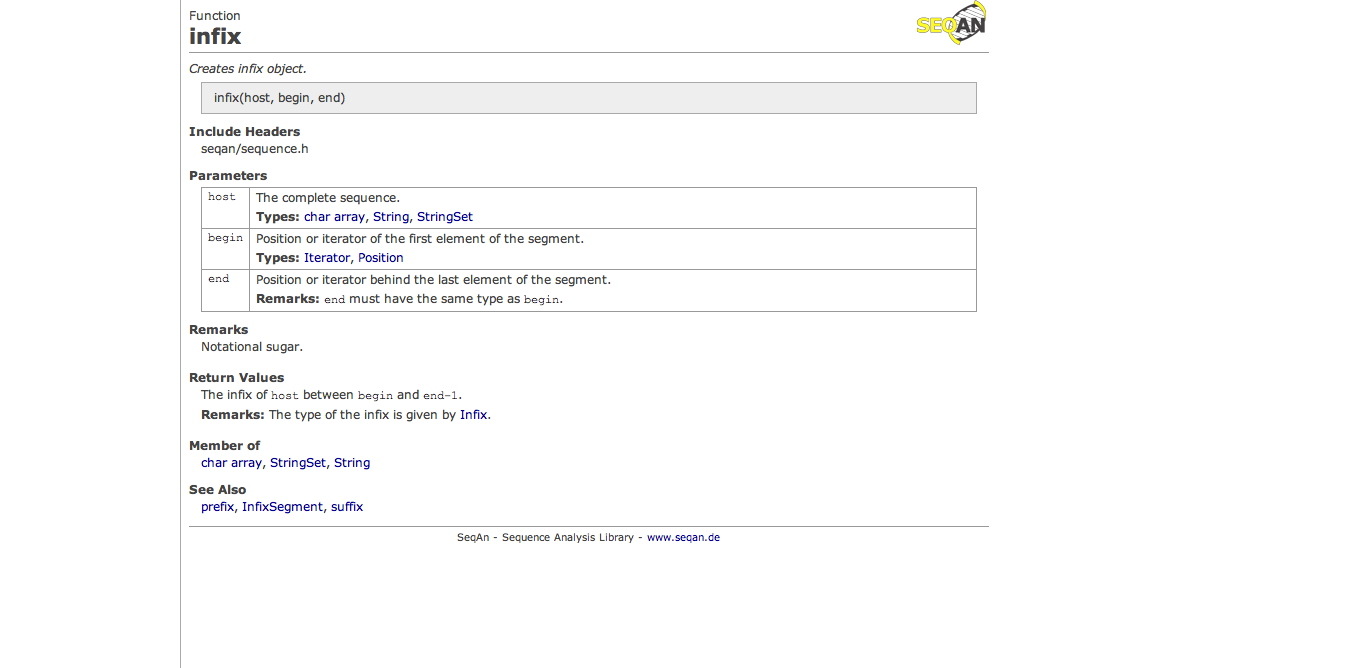 Function
infix
SEQAN
Creates infix object.
infix(host, begin, end)
Include Headers
seqan/sequence.h
Parameters
host The complete sequence.
Types: char array, String, StringSet
begin Position or iterator of the first element of the segment.
Types: Iterator, Position
end Position or iterator behind the last element of the segment.
Remarks: end must have the same type as begin.
Remarks
Notational sugar.
Return Values
The infix of host between begin and end-1.
Remarks: The type of the infix is given by Infix.
Member of
char array, StringSet, String
See Also
prefix, InfixSegment, suffix
SeqAn - Sequence Analysis Library - www.seqan.de